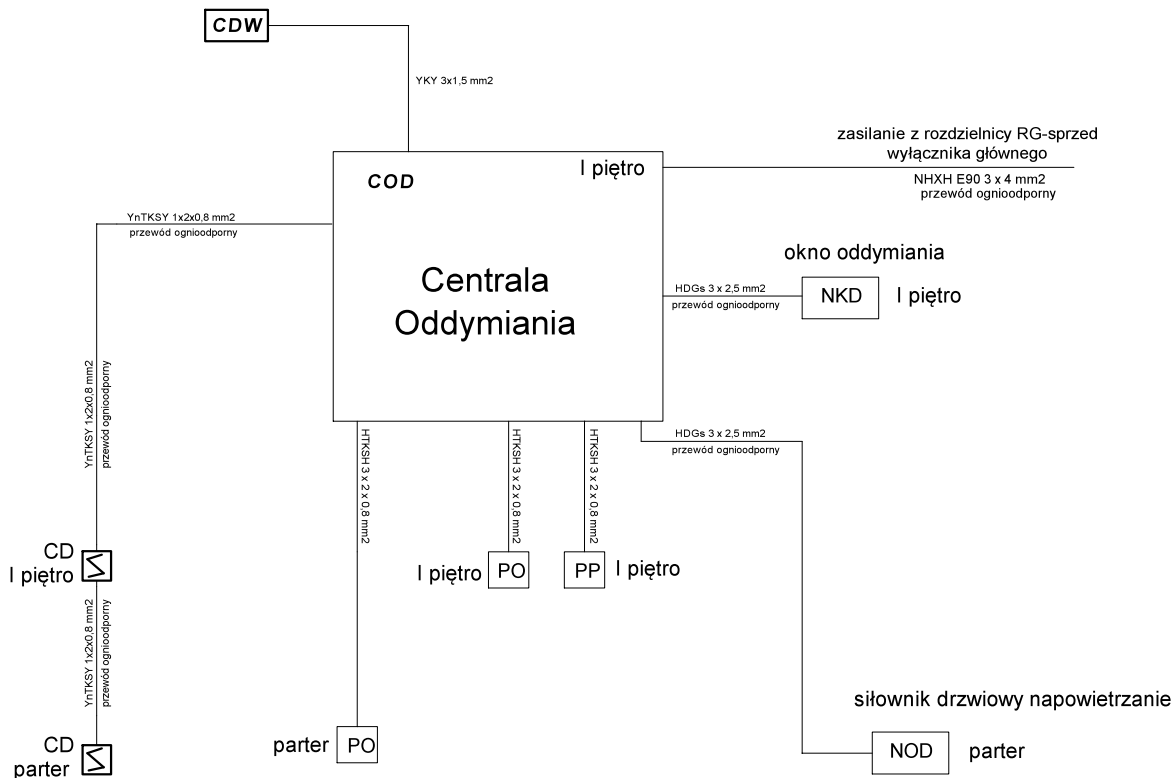 CDW
YKY 3x1,5 mm2
zasilanie z rozdzielnicy RG-sprzed
wyłącznika głównego
NHXH E90 3 x 4 mm2
przewód ognioodporny
COD
I piętro
YnTKSY 1x2x0,8 mm2
przewód ognioodporny
Centrala
Oddymiania
okno oddymiania
HDGs 3 x 2,5 mm2
przewód ognioodporny
NKD
I piętro
YnTKSY 1x2x0,8 mm2
przewód ognioodporny
HTKSH 3 x 2 x 0,8 mm2
HTKSH 3 x 2 x 0,8 mm2
HTKSH 3 x 2 x 0,8 mm2
HDGs 3 x 2,5 mm2
przewód ognioodporny
CD
I piętro
I piętro
PO
PP
I piętro
YnTKSY 1x2x0,8 mm2
przewód ognioodporny
siłownik drzwiowy napowietrzanie
CD
parter
parter
PO
NOD
parter